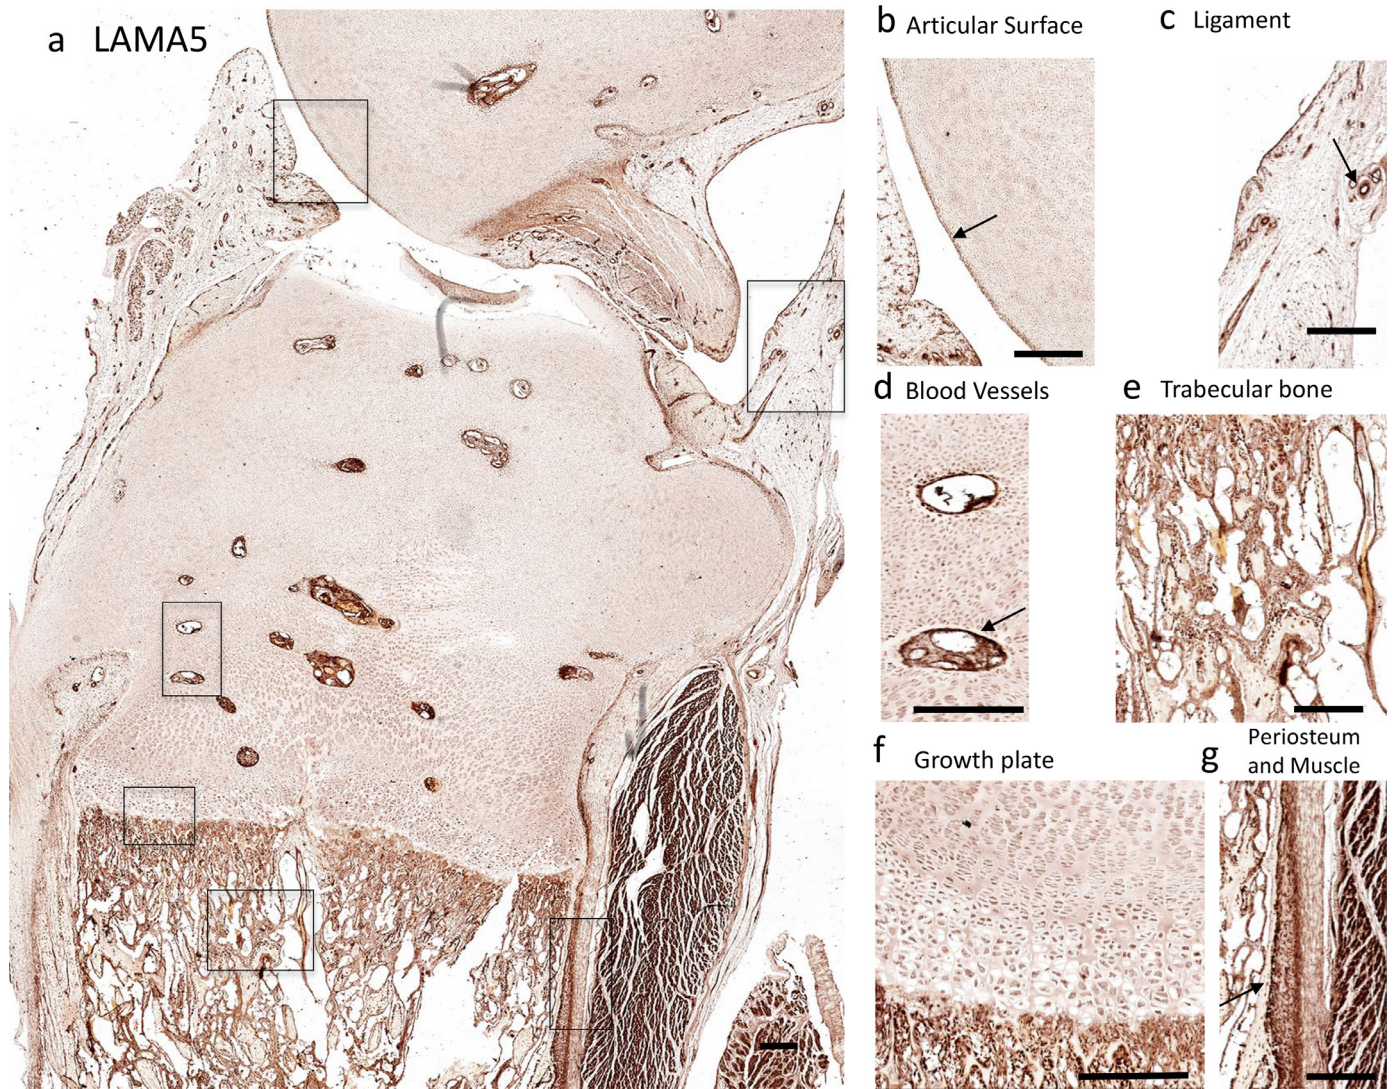 a LAMA5
b Articular Surface
c Ligament
d Blood Vessels
e Trabecular bone
f Growth plate
g Periosteum
and Muscle